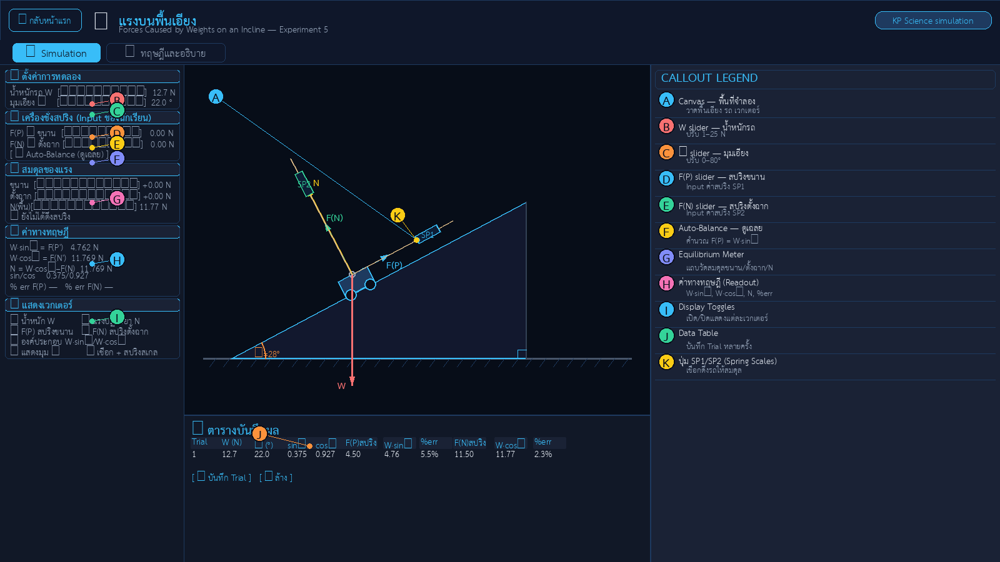 กลับหน้าแรก
แรงบนพื้นเอียง
Forces Caused by Weights on an Incline — Experiment 5
KP Science simulation
Simulation
ทฤษฎีและอธิบาย
ตั้งค่าการทดลอง
น้ำหนักรถ W [ ] 12.7 N
มุมเอียง [ ] 22.0 °
B
C
เครื่องชั่งสปริง (Input ของนักเรียน)
F(P) ขนาน [ ] 0.00 N
F(N) ตั้งฉาก [ ] 0.00 N
[ Auto-Balance (ดูเฉลย) ]
D
E
F
สมดุลของแรง
ขนาน [ ] +0.00 N
ตั้งฉาก [ ] +0.00 N
N(พื้น)[ ] 11.77 N
ยังไม่ได้ดึงสปริง
G
ค่าทางทฤษฎี
W·sin = F(P') 4.762 N
W·cos = F(N') 11.769 N
N = W·cos −F(N) 11.769 N
sin/cos 0.375/0.927
% err F(P) — % err F(N) —
H
แสดงเวกเตอร์
น้ำหนัก W แรงปฏิกิริยา N
F(P) สปริงขนาน F(N) สปริงตั้งฉาก
องค์ประกอบ W·sin /W·cos
แสดงมุม เชือก + สปริงสเกล
I
A
SP2 N
F(N)
K
SP1
F(P)
=28°
W
ตารางบันทึกผล
J
Trial W (N) (°) sin cos F(P)สปริง W·sin %err F(N)สปริง W·cos %err
1 12.7 22.0 0.375 0.927 4.50 4.76 5.5% 11.50 11.77 2.3%
[ บันทึก Trial ] [ ล้าง ]
CALLOUT LEGEND
A Canvas — พื้นที่จำลอง
วาดพื้นเอียง รถ เวกเตอร์
B W slider — น้ำหนักรถ
ปรับ 1–25 N
C slider — มุมเอียง
ปรับ 0–80°
D F(P) slider — สปริงขนาน
Input ค่าสปริง SP1
E F(N) slider — สปริงตั้งฉาก
Input ค่าสปริง SP2
F Auto-Balance — ดูเฉลย
คำนวณ F(P) = W·sin
G Equilibrium Meter
แถบวัดสมดุลขนาน/ตั้งฉาก/N
H ค่าทางทฤษฎี (Readout)
W·sin , W·cos , N, %err
I Display Toggles
เปิด/ปิดแสดงแต่ละเวกเตอร์
J Data Table
บันทึก Trial หลายครั้ง
K ปุ่ม SP1/SP2 (Spring Scales)
เชือกดึงรถให้สมดุล